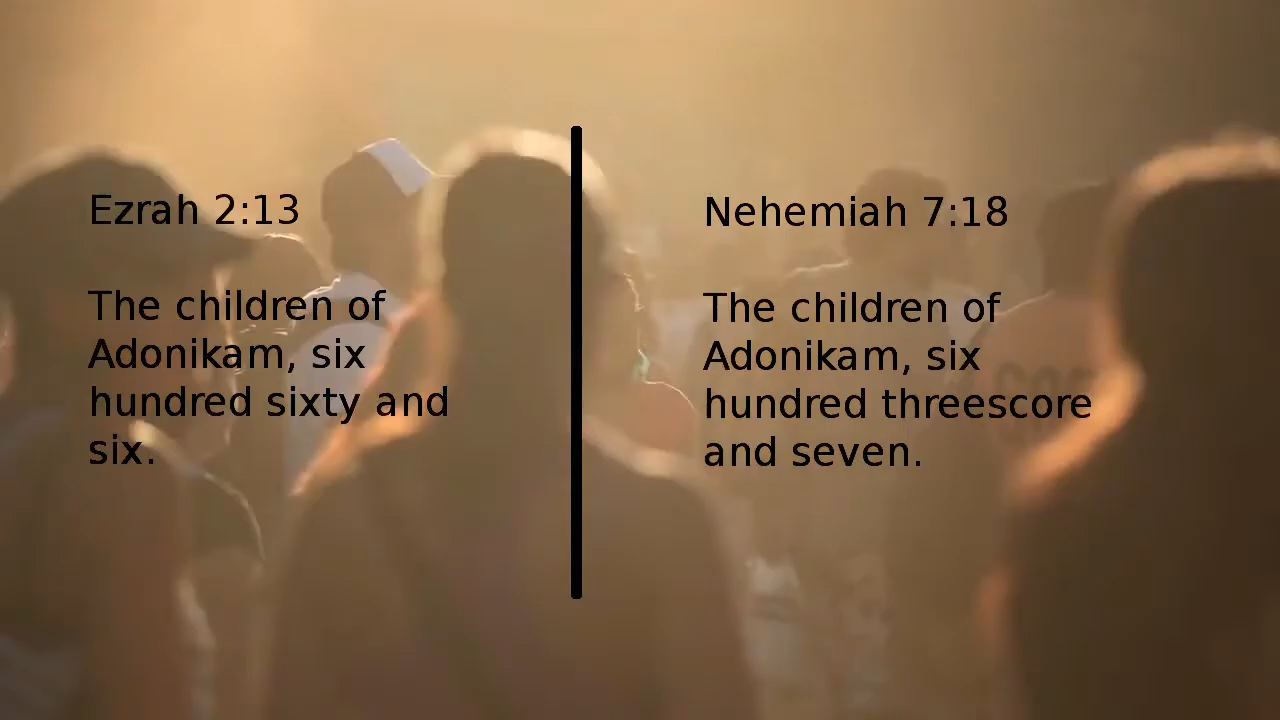 Ezrah 2:13
The children of
Adonikam, six
hundred sixty and
six.
Nehemiah 7:18
The children of
Adonikam, six
hundred threescore
and seven.